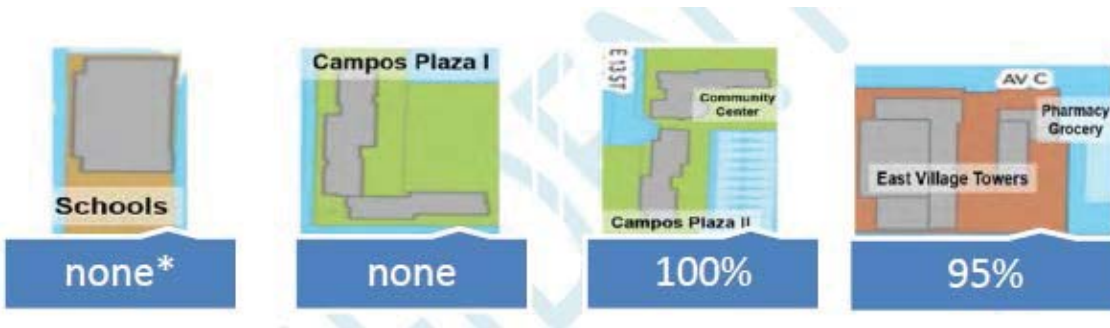 Schools
none*
Campos Plaza I
none
E 13 ST
Community
Center
Campos Plaza II
100%
AV C
Pharmacy
Grocery
East Village Towers
95%